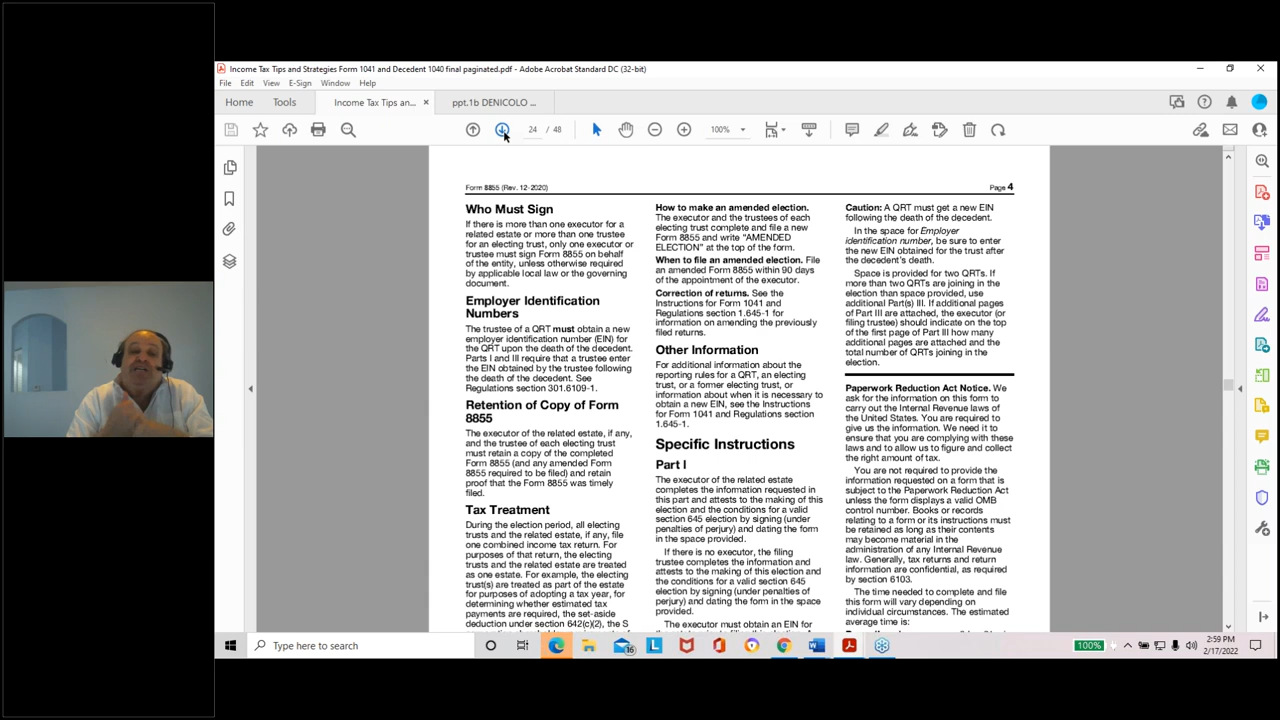 Income Tax Tips and Strategies Form 1041 and Decedent 1040 final paginated.pdf - Adobe Acrobat Standard DC (32-bit)
File Edit View E-Sign Window Help
Home Tools Income Tax Tips an... × ppt.1b DENICOLO ...
24 / 48 100%
Form 8855 (Rev. 12-2020) Page 4
Who Must Sign
If there is more than one executor for a
related estate or more than one trustee
for an electing trust, only one executor or
trustee must sign Form 8855 on behalf
of the entity, unless otherwise required
by applicable local law or the governing
document.
Employer Identification
Numbers
The trustee of a QRT must obtain a new
employer identification number (EIN) for
the QRT upon the death of the decedent.
Parts I and III require that a trustee enter
the EIN obtained by the trustee following
the death of the decedent. See
Regulations section 301.6109-1.
Retention of Copy of Form
8855
The executor of the related estate, if any,
and the trustee of each electing trust
must retain a copy of the completed
Form 8855 (and any amended Form
8855 required to be filed) and retain
proof that the Form 8855 was timely
filed.
Tax Treatment
During the election period, all electing
trusts and the related estate, if any, file
one combined income tax return. For
purposes of that return, the electing
trusts and the related estate are treated
as one estate. For example, the electing
trust(s) are treated as part of the estate
for purposes of adopting a tax year, for
determining whether estimated tax
payments are required, the set-aside
deduction under section 642(c)(2), the S
How to make an amended election.
The executor and the trustees of each
electing trust complete and file a new
Form 8855 and write “AMENDED
ELECTION” at the top of the form.
When to file an amended election. File
an amended Form 8855 within 90 days
of the appointment of the executor.
Correction of returns. See the
Instructions for Form 1041 and
Regulations section 1.645-1 for
information on amending the previously
filed returns.
Other Information
For additional information about the
reporting rules for a QRT, an electing
trust, or a former electing trust, or
information about when it is necessary to
obtain a new EIN, see the Instructions
for Form 1041 and Regulations section
1.645-1.
Specific Instructions
Part I
The executor of the related estate
completes the information requested in
this part and attests to the making of this
election and the conditions for a valid
section 645 election by signing (under
penalties of perjury) and dating the form
in the space provided.
If there is no executor, the filing
trustee completes the information and
attests to the making of this election and
the conditions for a valid section 645
election by signing (under penalties of
perjury) and dating the form in the space
provided.
The executor must obtain an EIN for
Caution: A QRT must get a new EIN
following the death of the decedent.
In the space for Employer
identification number, be sure to enter
the new EIN obtained for the trust after
the decedent’s death.
Space is provided for two QRTs. If
more than two QRTs are joining in the
election than space provided, use
additional Part(s) III. If additional pages
of Part III are attached, the executor (or
filing trustee) should indicate on the top
of the first page of Part III how many
additional pages are attached and the
total number of QRTs joining in the
election.
Paperwork Reduction Act Notice. We
ask for the information on this form to
carry out the Internal Revenue laws of
the United States. You are required to
give us the information. We need it to
ensure that you are complying with these
laws and to allow us to figure and collect
the right amount of tax.
You are not required to provide the
information requested on a form that is
subject to the Paperwork Reduction Act
unless the form displays a valid OMB
control number. Books or records
relating to a form or its instructions must
be retained as long as their contents
may become material in the
administration of any Internal Revenue
law. Generally, tax returns and return
information are confidential, as required
by section 6103.
The time needed to complete and file
this form will vary depending on
individual circumstances. The estimated
average time is:
Type here to search
16
100%
2:59 PM
2/17/2022